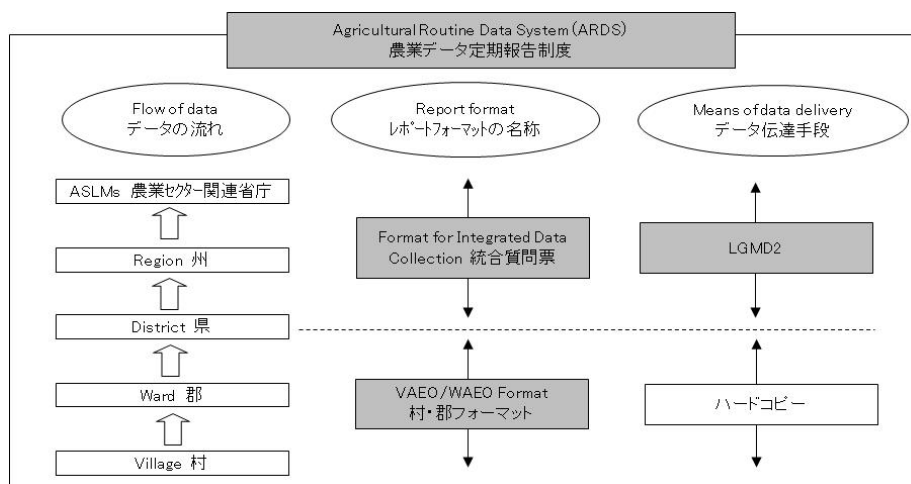 Agricultural Routine Data System (ARDS)
農業データ定期報告制度
Flow of data
データの流れ
Report format
ﾚﾎﾟｰﾄﾌｫｰﾏｯﾄの名称
Means of data delivery
データ伝達手段
ASLMs 農業ｾｸﾀｰ関連省庁
Region 州
District 県
Ward 郡
Village 村
Format for Integrated Data
Collection 統合質問票
VAEO/WAEO Format
村・郡フォーマット
LGMD2
ハードコピー